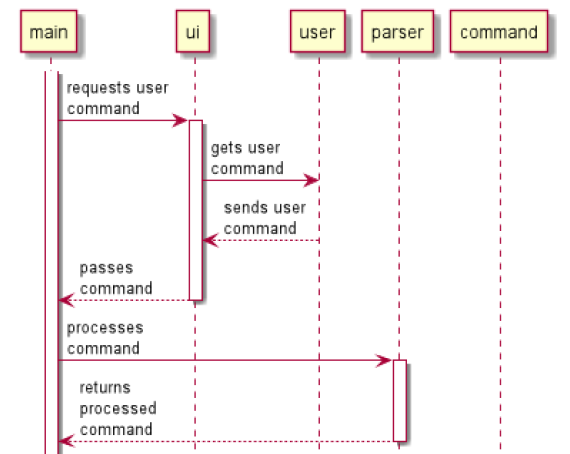 main
ui
user
parser
command
requests user
command
gets user
command
sends user
command
passes
command
processes
command
returns
processed
command